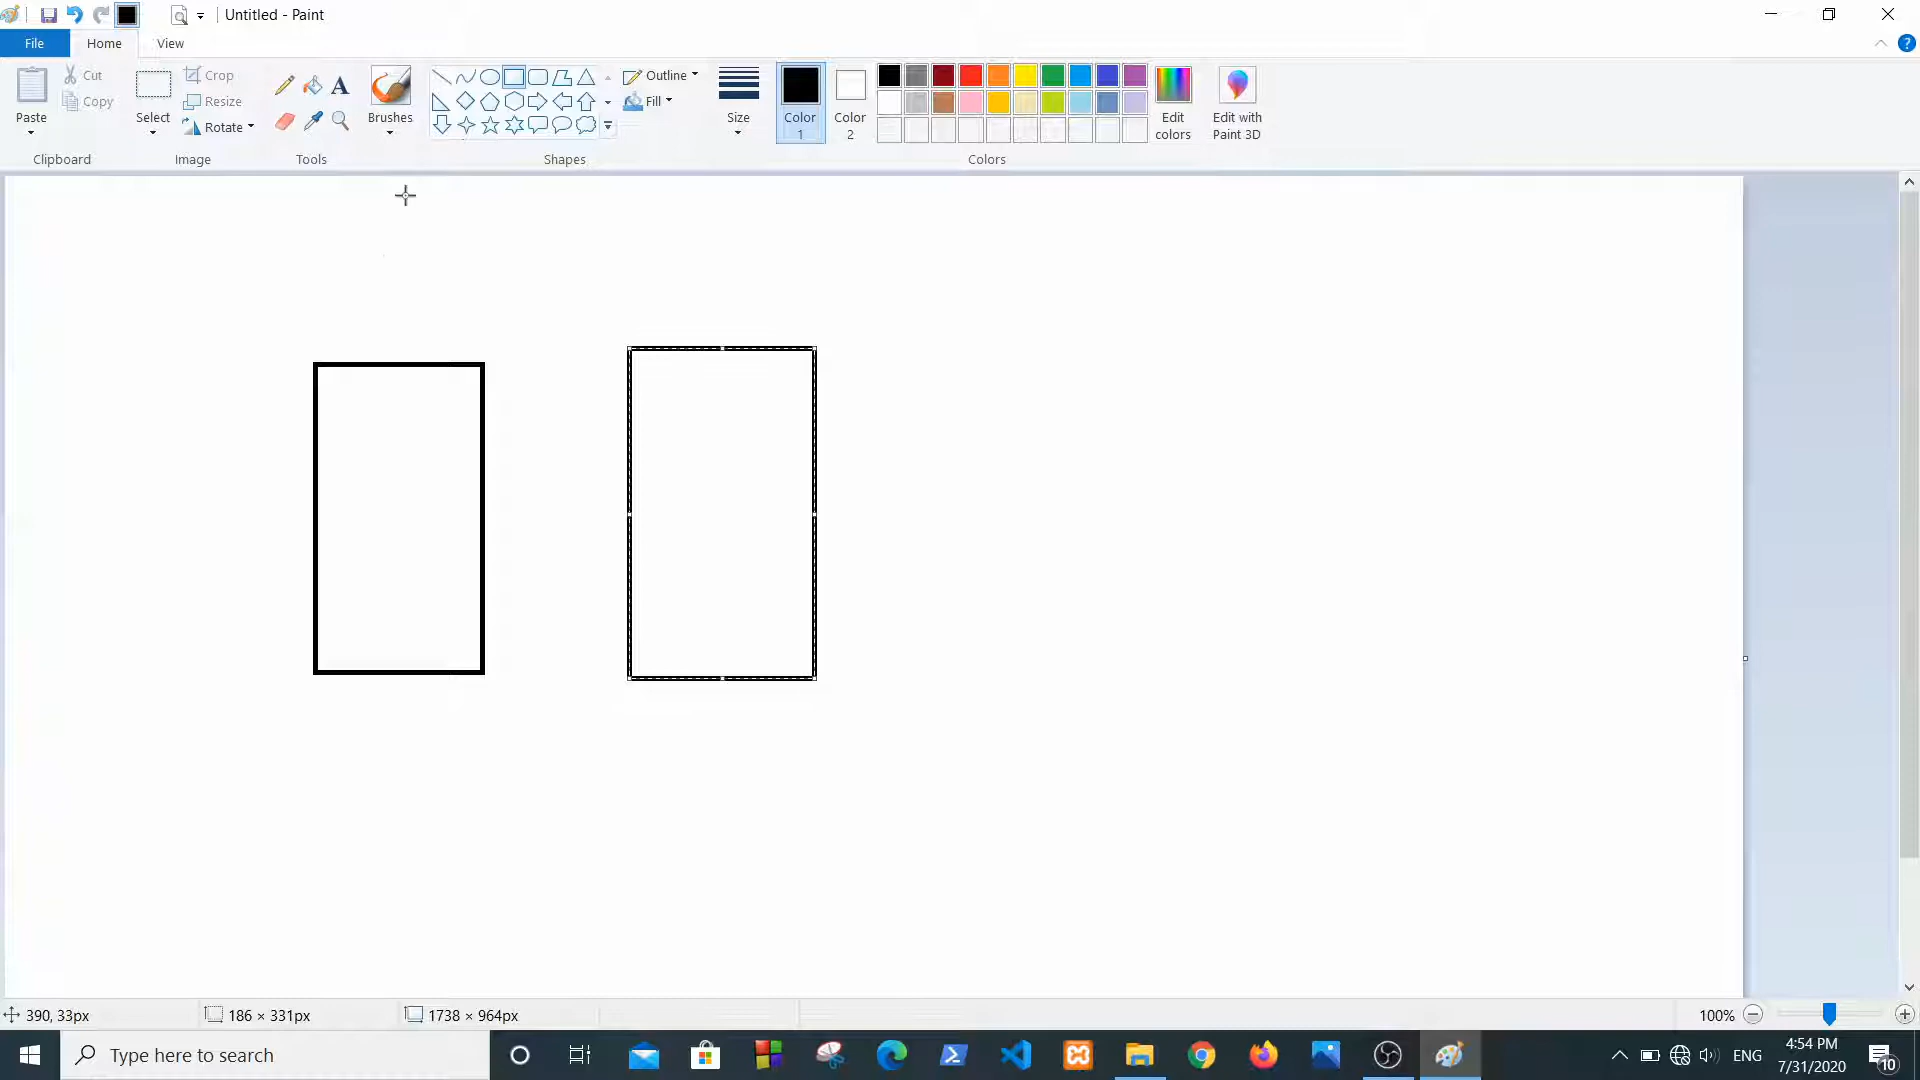 Untitled - Paint
File
Home
View
Paste
Cut
Copy
Clipboard
Select
Crop
Resize
Rotate
Image
A
Tools
Brushes
Shapes
Outline
Fill
Size
Color
1
Color
2
Edit
colors
Edit with
Paint 3D
Colors
?
390, 33px
186 × 331px
1738 × 964px
100%
Type here to search
ENG
4:54 PM
7/31/2020
10